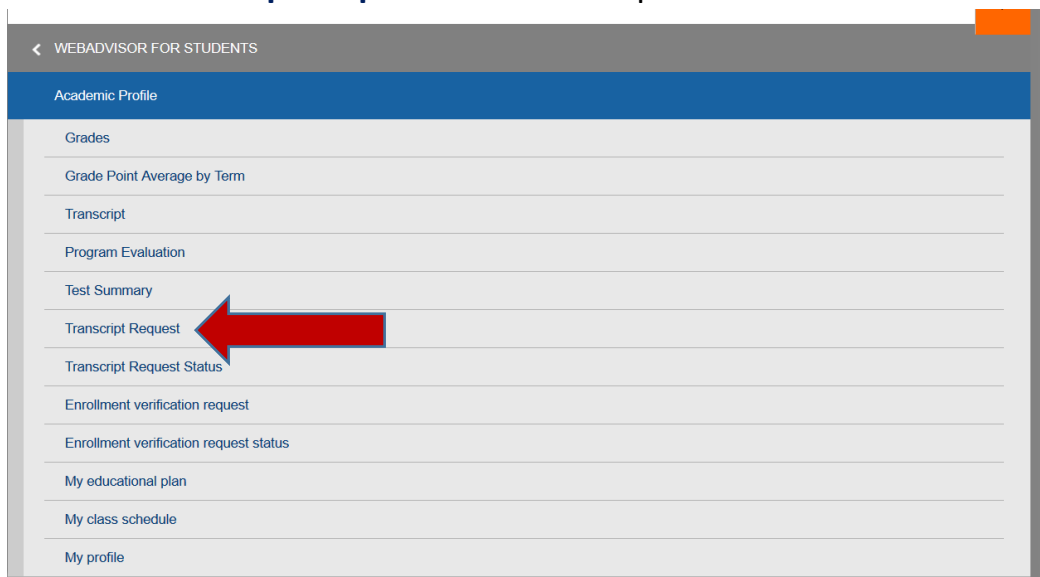 WEBADVISOR FOR STUDENTS
Academic Profile
Grades
Grade Point Average by Term
Transcript
Program Evaluation
Test Summary
Transcript Request
Transcript Request Status
Enrollment verification request
Enrollment verification request status
My educational plan
My class schedule
My profile